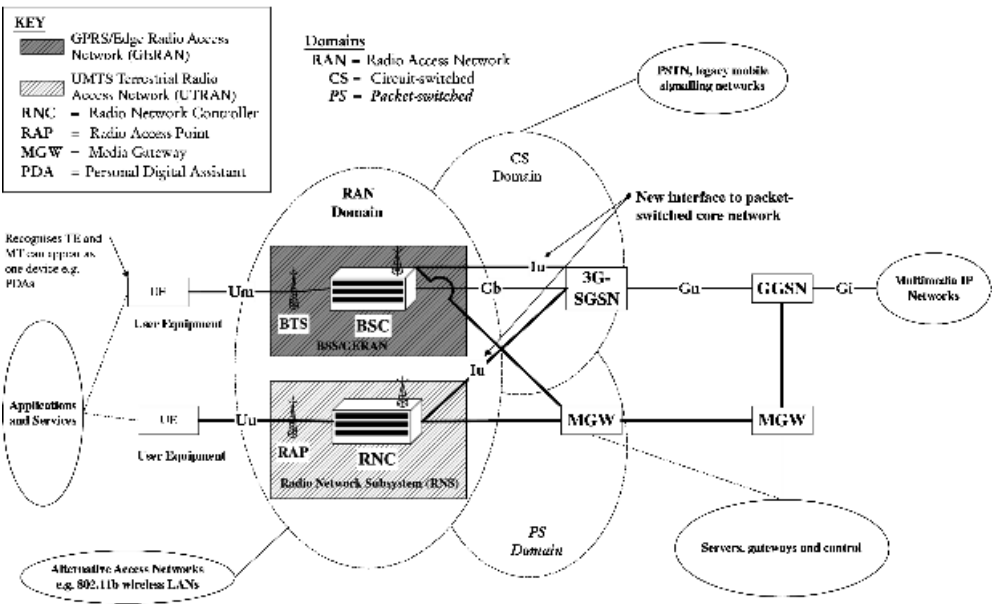 KEY
GPRS/Edge Radio Access
Network (GERAN)
UMTS Terrestrial Radio
Access Network (UTRAN)
RNC = Radio Network Controller
RAP = Radio Access Point
MGW = Media Gateway
PDA = Personal Digital Assistant
Domains
RAN = Radio Access Network
CS = Circuit-switched
PS = Packet-switched
PSTN, legacy mobile
signalling networks
CS
Domain
RAN
Domain
New interface to packet-
switched core network
Recognises TE and
MT can appear as
one device e.g.
PDAs
UE
User Equipment
Um
BTS
BSC
BSS/GERAN
Iu
Gb
3G-
SGSN
Gn
GGSN
Gi
Multimedia IP
Networks
Iu
Applications
and Services
UE
User Equipment
Uu
RAP
RNC
Radio Network Subsystem (RNS)
MGW
MGW
PS
Domain
Servers, gateways and control
Alternative Access Networks
e.g. 802.11b wireless LANs